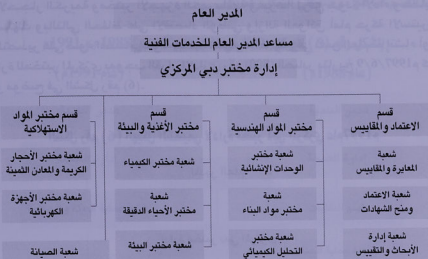 المدير العام
مساعد المدير العام للخدمات الفنية
إدارة مختبر دبي المركزي
قسم
الاعتماد والمقاييس
شعبة
المعايرة والمقاييس
شعبة الاعتماد
ومنح الشهادات
شعبة إدارة
الأبحاث والتقييس
قسم
مختبر المواد الهندسية
شعبة مختبر
الوحدات الإنشائية
شعبة
مختبر مواد البناء
شعبة مختبر
التحليل الكيميائي
قسم
مختبر الأغذية والبيئة
شعبة مختبر الكيمياء
شعبة
مختبر الأحياء الدقيقة
شعبة مختبر البيئة
قسم مختبر المواد
الاستهلاكية
شعبة مختبر الأحجار
الكريمة والمعادن الثمينة
شعبة مختبر الأجهزة
الكهربائية
شعبة الصيانة